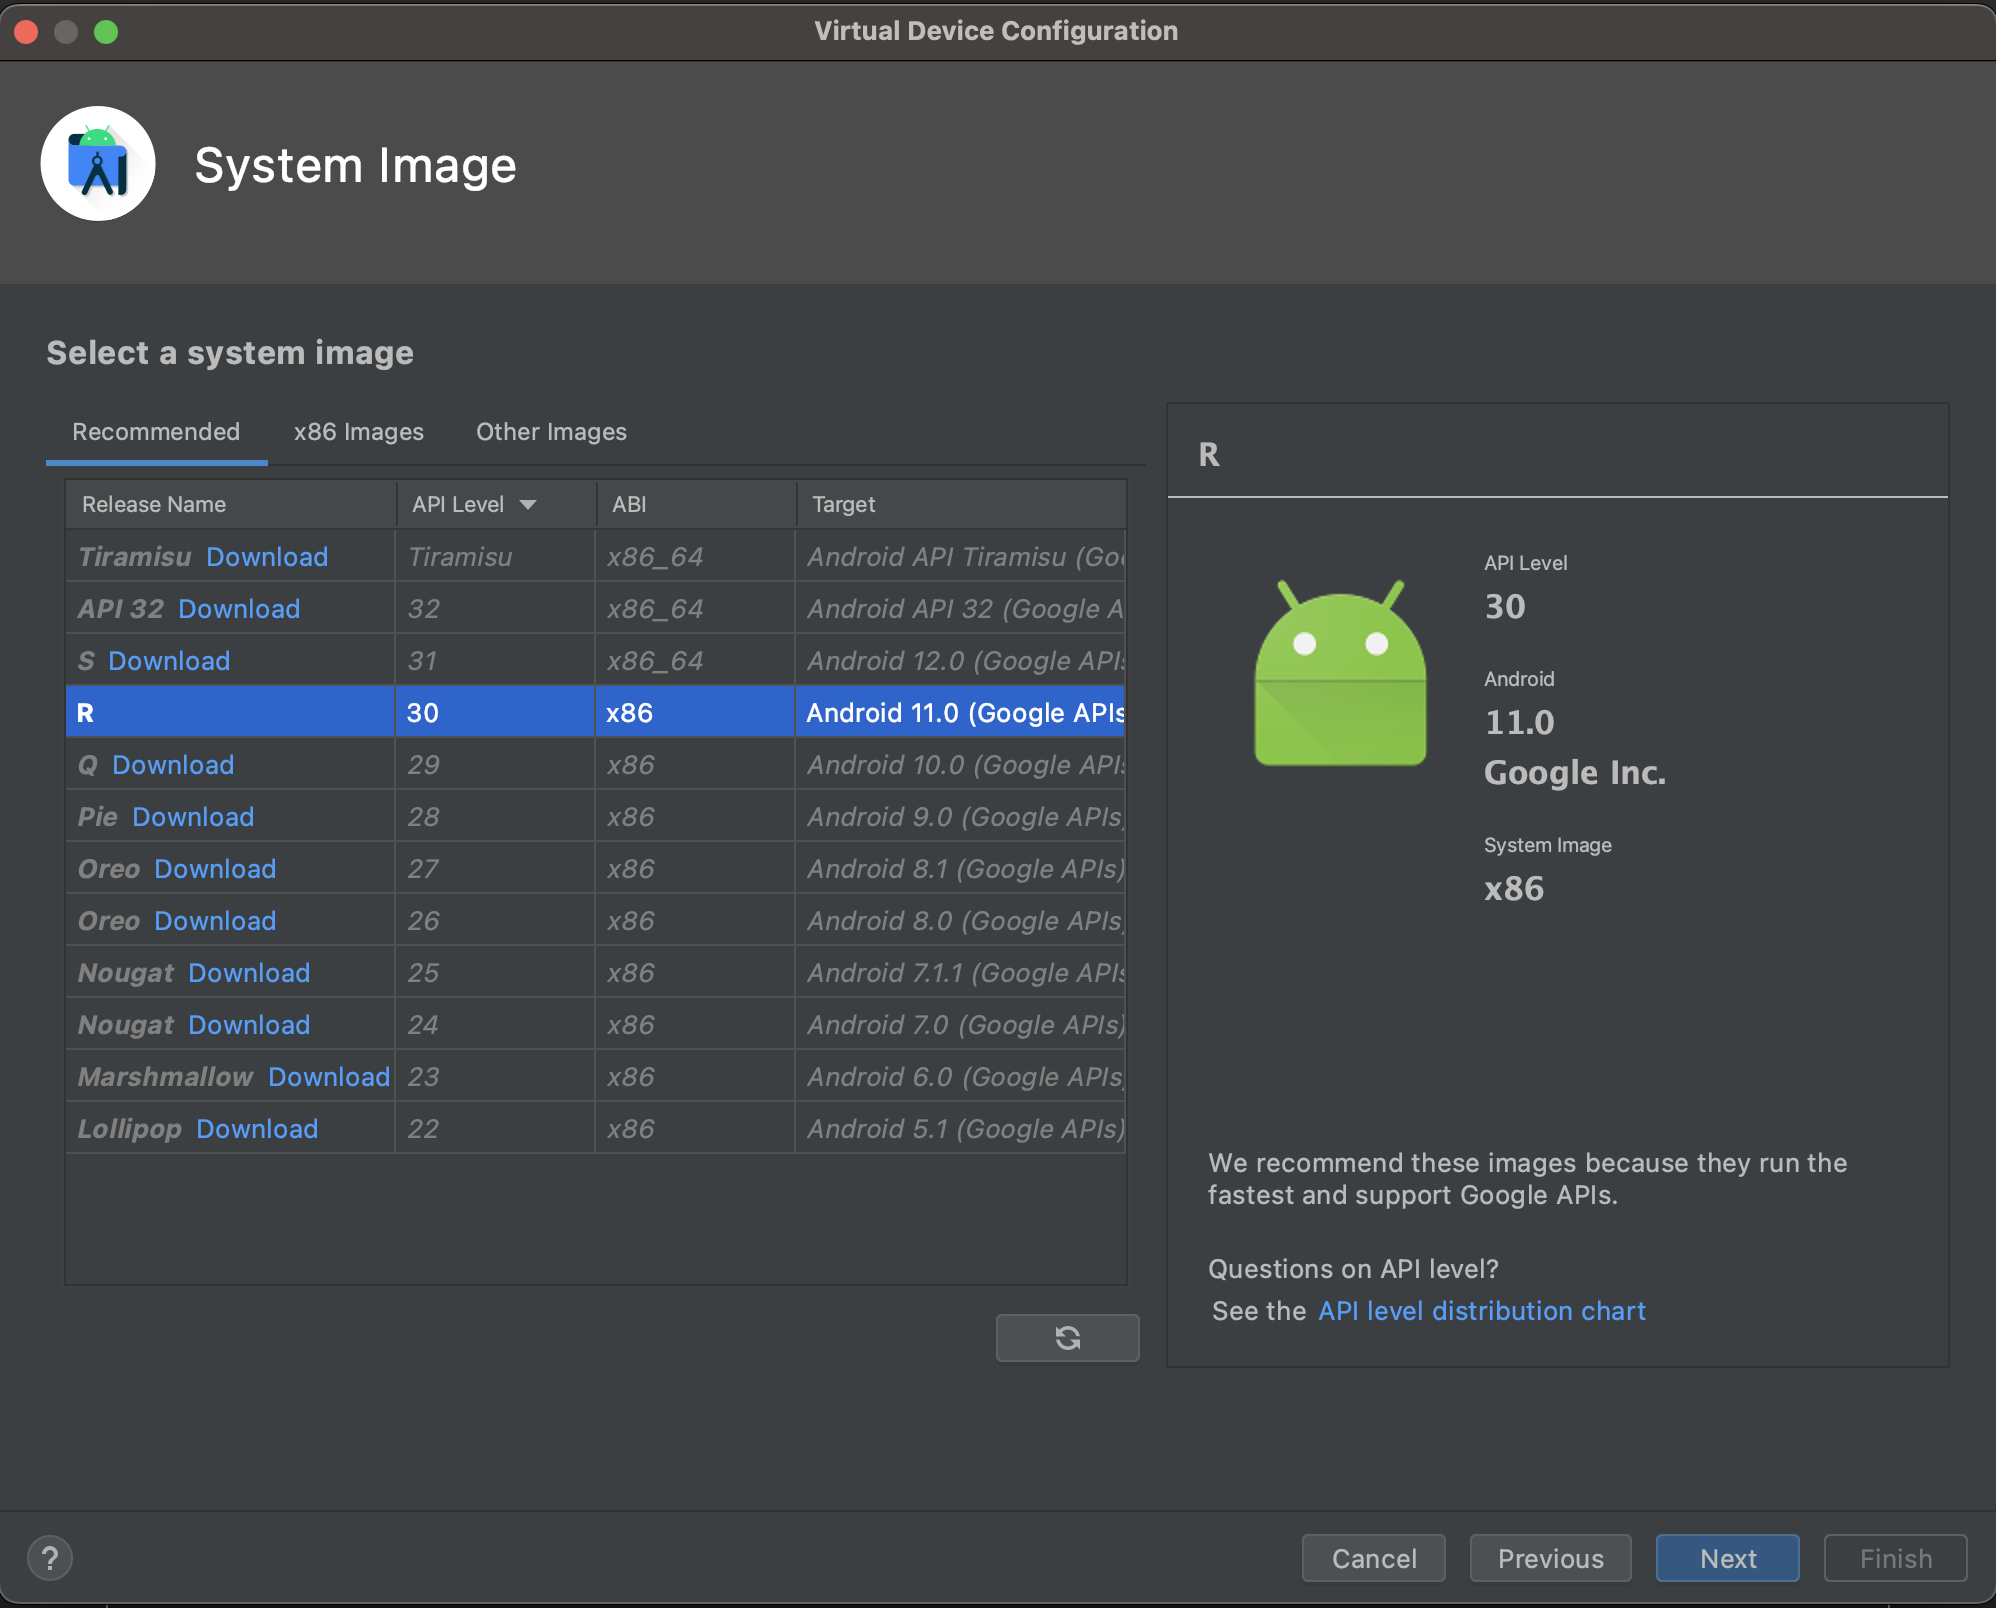 Virtual Device Configuration
System Image
Select a system image
Recommended x86 Images Other Images
Release Name API Level ABI Target
Tiramisu Download Tiramisu x86_64 Android API Tiramisu (Goo
API 32 Download 32 x86_64 Android API 32 (Google A
S Download 31 x86_64 Android 12.0 (Google APIs
R 30 x86 Android 11.0 (Google APIs
Q Download 29 x86 Android 10.0 (Google APIs
Pie Download 28 x86 Android 9.0 (Google APIs)
Oreo Download 27 x86 Android 8.1 (Google APIs)
Oreo Download 26 x86 Android 8.0 (Google APIs)
Nougat Download 25 x86 Android 7.1.1 (Google APIs
Nougat Download 24 x86 Android 7.0 (Google APIs)
Marshmallow Download 23 x86 Android 6.0 (Google APIs)
Lollipop Download 22 x86 Android 5.1 (Google APIs)
R
API Level
30
Android
11.0
Google Inc.
System Image
x86
We recommend these images because they run the
fastest and support Google APIs.
Questions on API level?
See the API level distribution chart
? Cancel Previous Next Finish